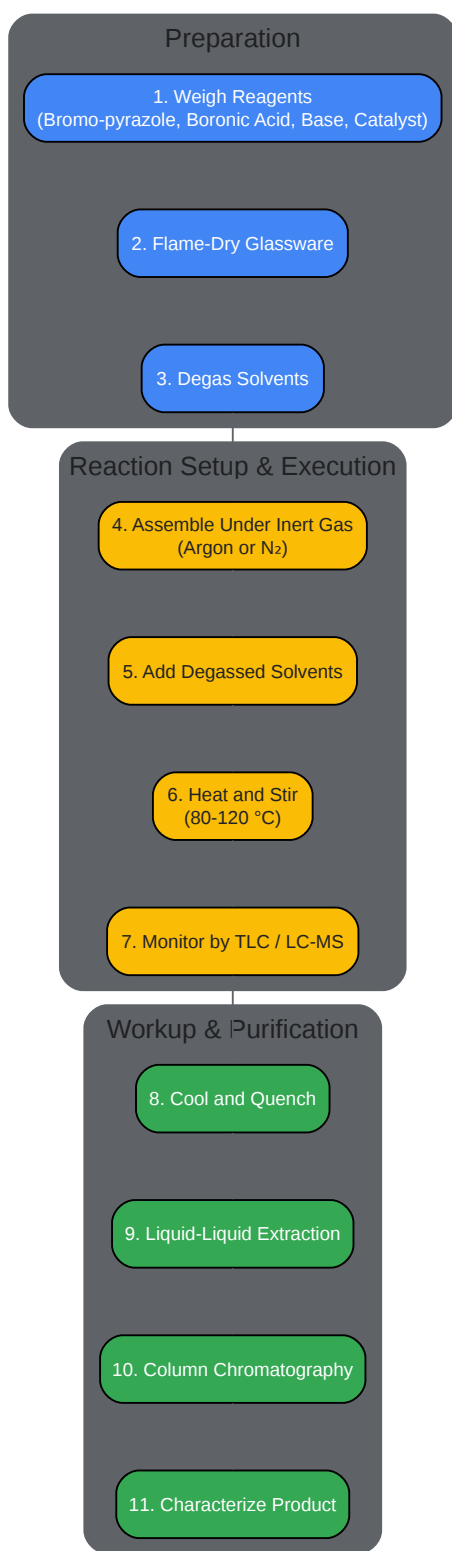 Preparation
1. Weigh Reagents
(Bromo-pyrazole, Boronic Acid, Base, Catalyst)
2. Flame-Dry Glassware
3. Degas Solvents
Reaction Setup & Execution
4. Assemble Under Inert Gas
(Argon or N₂)
5. Add Degassed Solvents
6. Heat and Stir
(80-120 °C)
7. Monitor by TLC / LC-MS
Workup & Purification
8. Cool and Quench
9. Liquid-Liquid Extraction
10. Column Chromatography
11. Characterize Product